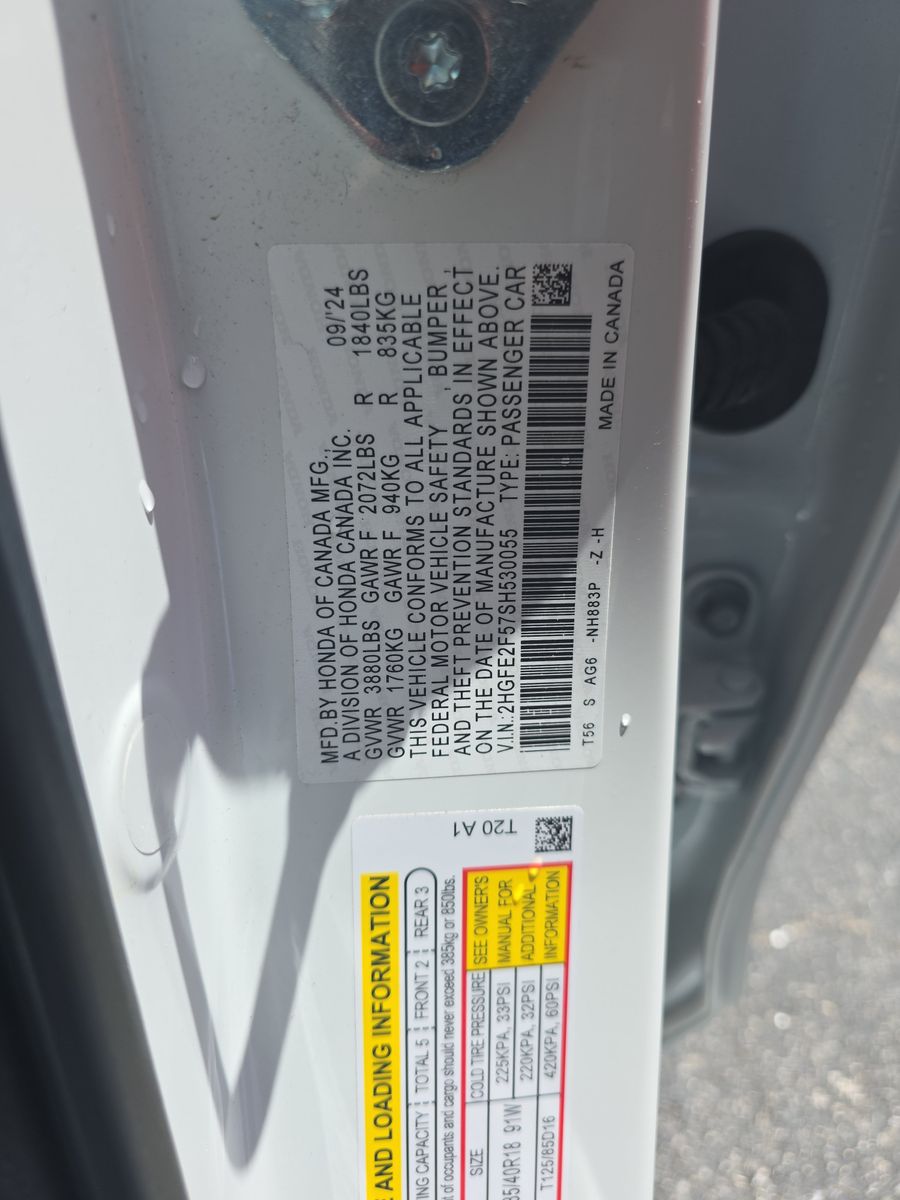 MFD.BY HONDA OF CANADA MFG.,
A DIVISION OF HONDA CANADA INC. 09/'24
GVWR 3880LBS GAWR F 2072LBS R 1840LBS
GVWR 1760KG GAWR F 940KG R 835KG
THIS VEHICLE CONFORMS TO ALL APPLICABLE
FEDERAL MOTOR VEHICLE SAFETY, BUMPER,
AND THEFT PREVENTION STANDARDS IN EFFECT
ON THE DATE OF MANUFACTURE SHOWN ABOVE.
V.I.N.:2HGFE2F57SH530055 TYPE: PASSENGER CAR
T56 S AG6 -NH883P -Z -H MADE IN CANADA
T20 A1
AND LOADING INFORMATION
CAPACITY TOTAL 5 FRONT 2 REAR 3
of occupants and cargo should never exceed 385kg or 850lbs.
SIZE COLD TIRE PRESSURE SEE OWNER'S
35/40R18 91W 225KPA, 33PSI MANUAL FOR
220KPA, 32PSI ADDITIONAL
T125/85D16 420KPA, 60PSI INFORMATION